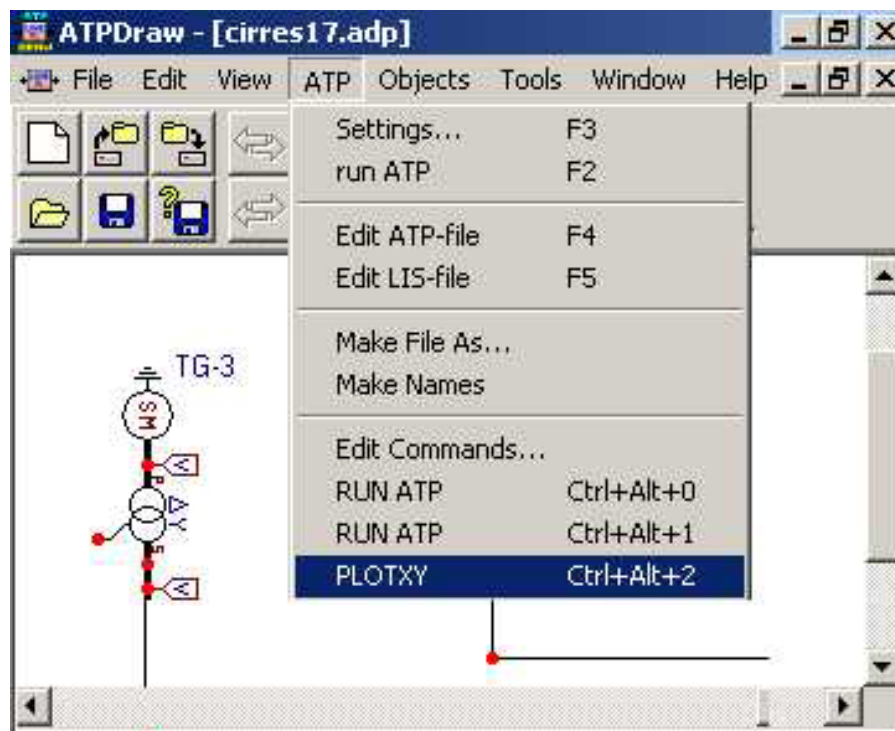 ATPDraw - [cirres17.adp]
File Edit View ATP Objects Tools Window Help
Settings... F3
run ATP F2
Edit ATP-file F4
Edit LIS-file F5
Make File As...
Make Names
Edit Commands...
RUN ATP Ctrl+Alt+0
RUN ATP Ctrl+Alt+1
PLOTXY Ctrl+Alt+2
TG-3
SM
V
P
Y
S
V